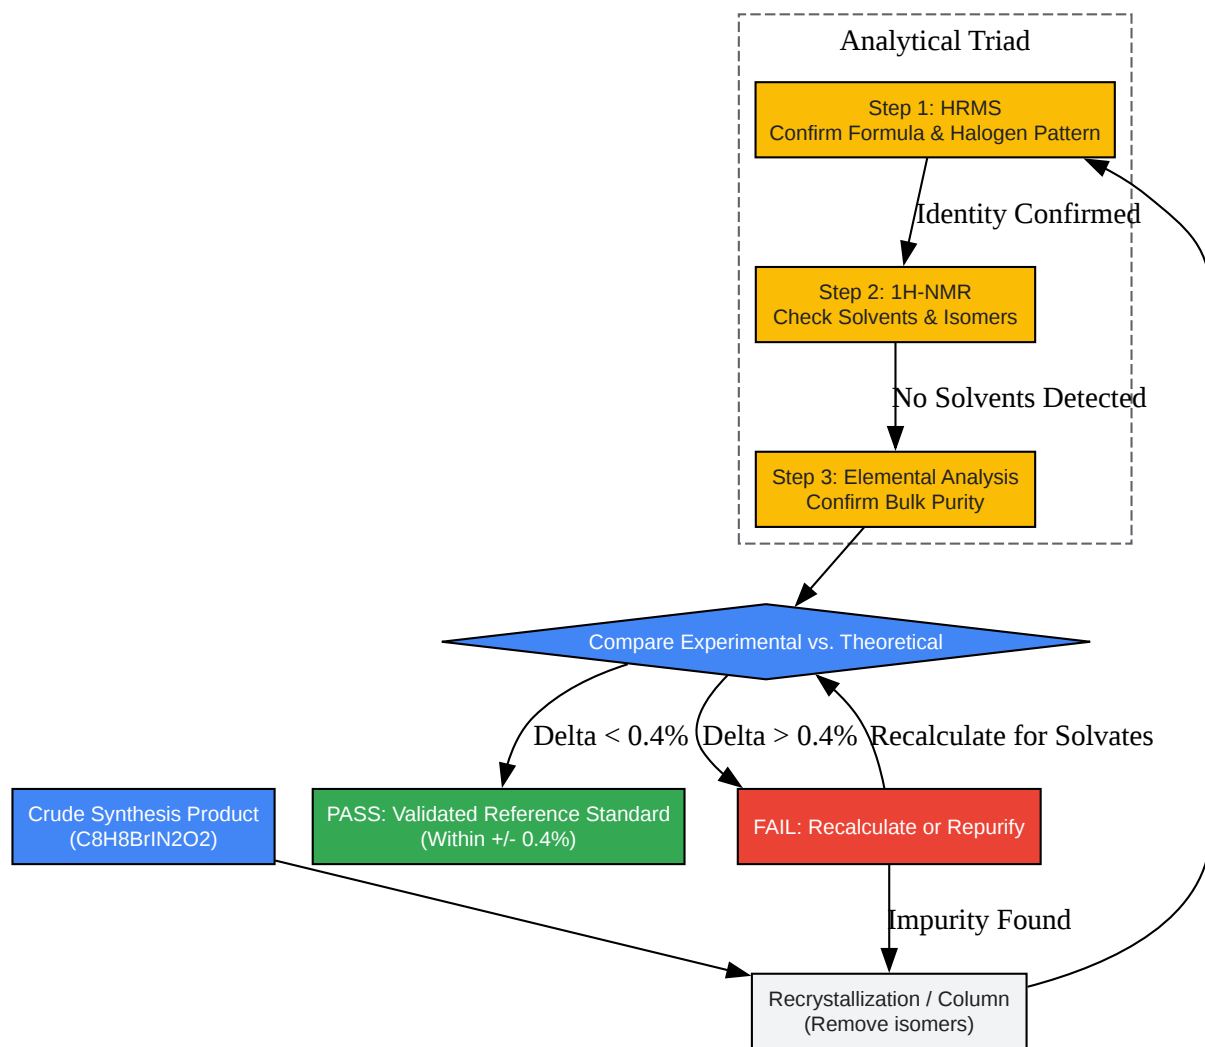 Analytical Triad
Step 1: HRMS
Confirm Formula & Halogen Pattern
Identity Confirmed
Step 2: 1H-NMR
Check Solvents & Isomers
No Solvents Detected
Step 3: Elemental Analysis
Confirm Bulk Purity
Compare Experimental vs. Theoretical
Delta < 0.4%
Delta > 0.4%
Recalculate for Solvates
Crude Synthesis Product
(C8H8BrIN2O2)
PASS: Validated Reference Standard
(Within +/- 0.4%)
FAIL: Recalculate or Repurify
Impurity Found
Recrystallization / Column
(Remove isomers)